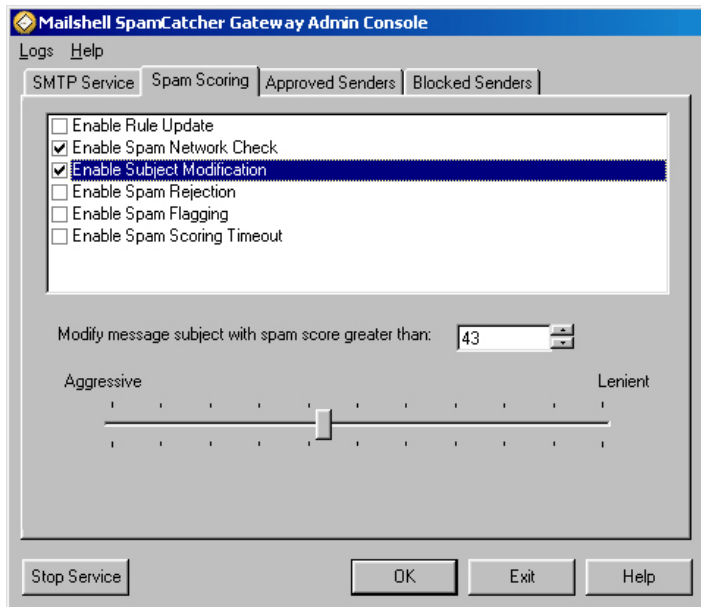 Mailshell SpamCatcher Gateway Admin Console
Logs Help
SMTP Service Spam Scoring Approved Senders Blocked Senders
Enable Rule Update
Enable Spam Network Check
Enable Subject Modification
Enable Spam Rejection
Enable Spam Flagging
Enable Spam Scoring Timeout
Modify message subject with spam score greater than: 43
Aggressive Lenient
Stop Service OK Exit Help